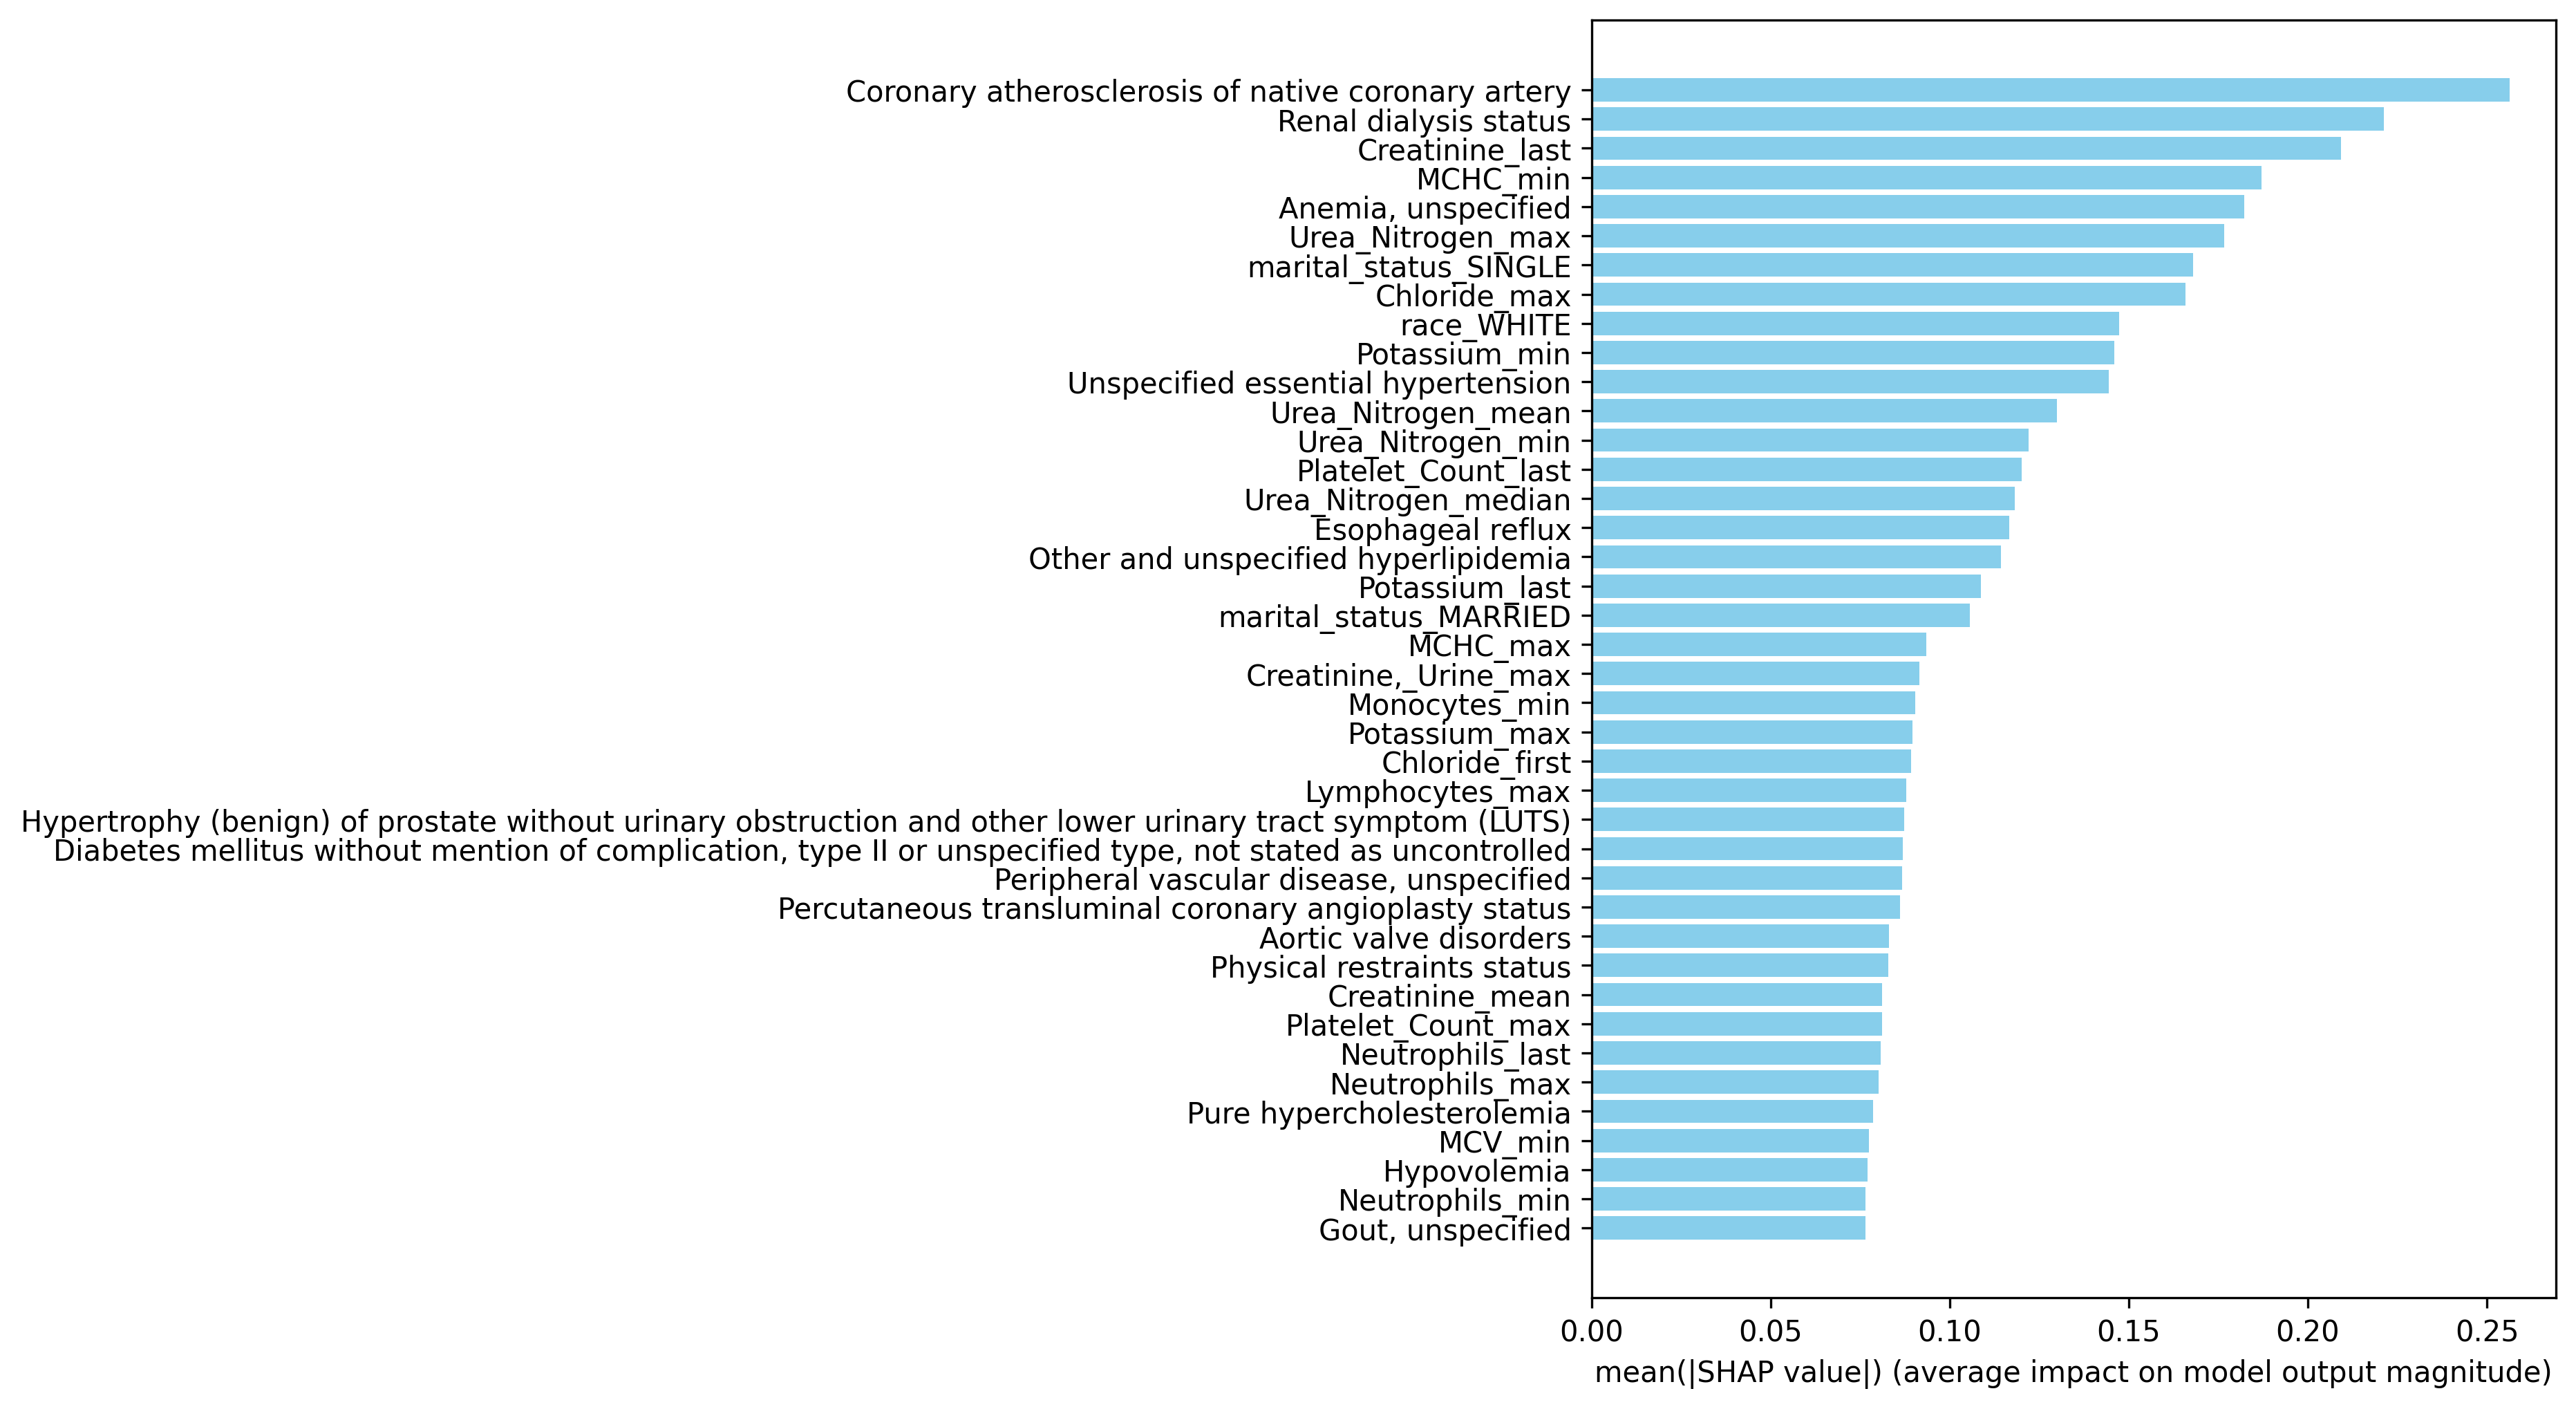 Coronary atherosclerosis of native coronary artery
Renal dialysis status
Creatinine_last
MCHC_min
Anemia, unspecified
Urea_Nitrogen_max
marital_status_SINGLE
Chloride_max
race_WHITE
Potassium_min
Unspecified essential hypertension
Urea_Nitrogen_mean
Urea_Nitrogen_min
Platelet_Count_last
Urea_Nitrogen_median
Esophageal reflux
Other and unspecified hyperlipidemia
Potassium_last
marital_status_MARRIED
MCHC_max
Creatinine,_Urine_max
Monocytes_min
Potassium_max
Chloride_first
Lymphocytes_max
Hypertrophy (benign) of prostate without urinary obstruction and other lower urinary tract symptom (LUTS)
Diabetes mellitus without mention of complication, type II or unspecified type, not stated as uncontrolled
Peripheral vascular disease, unspecified
Percutaneous transluminal coronary angioplasty status
Aortic valve disorders
Physical restraints status
Creatinine_mean
Platelet_Count_max
Neutrophils_last
Neutrophils_max
Pure hypercholesterolemia
MCV_min
Hypovolemia
Neutrophils_min
Gout, unspecified
0.00 0.05 0.10 0.15 0.20 0.25
mean(|SHAP value|) (average impact on model output magnitude)